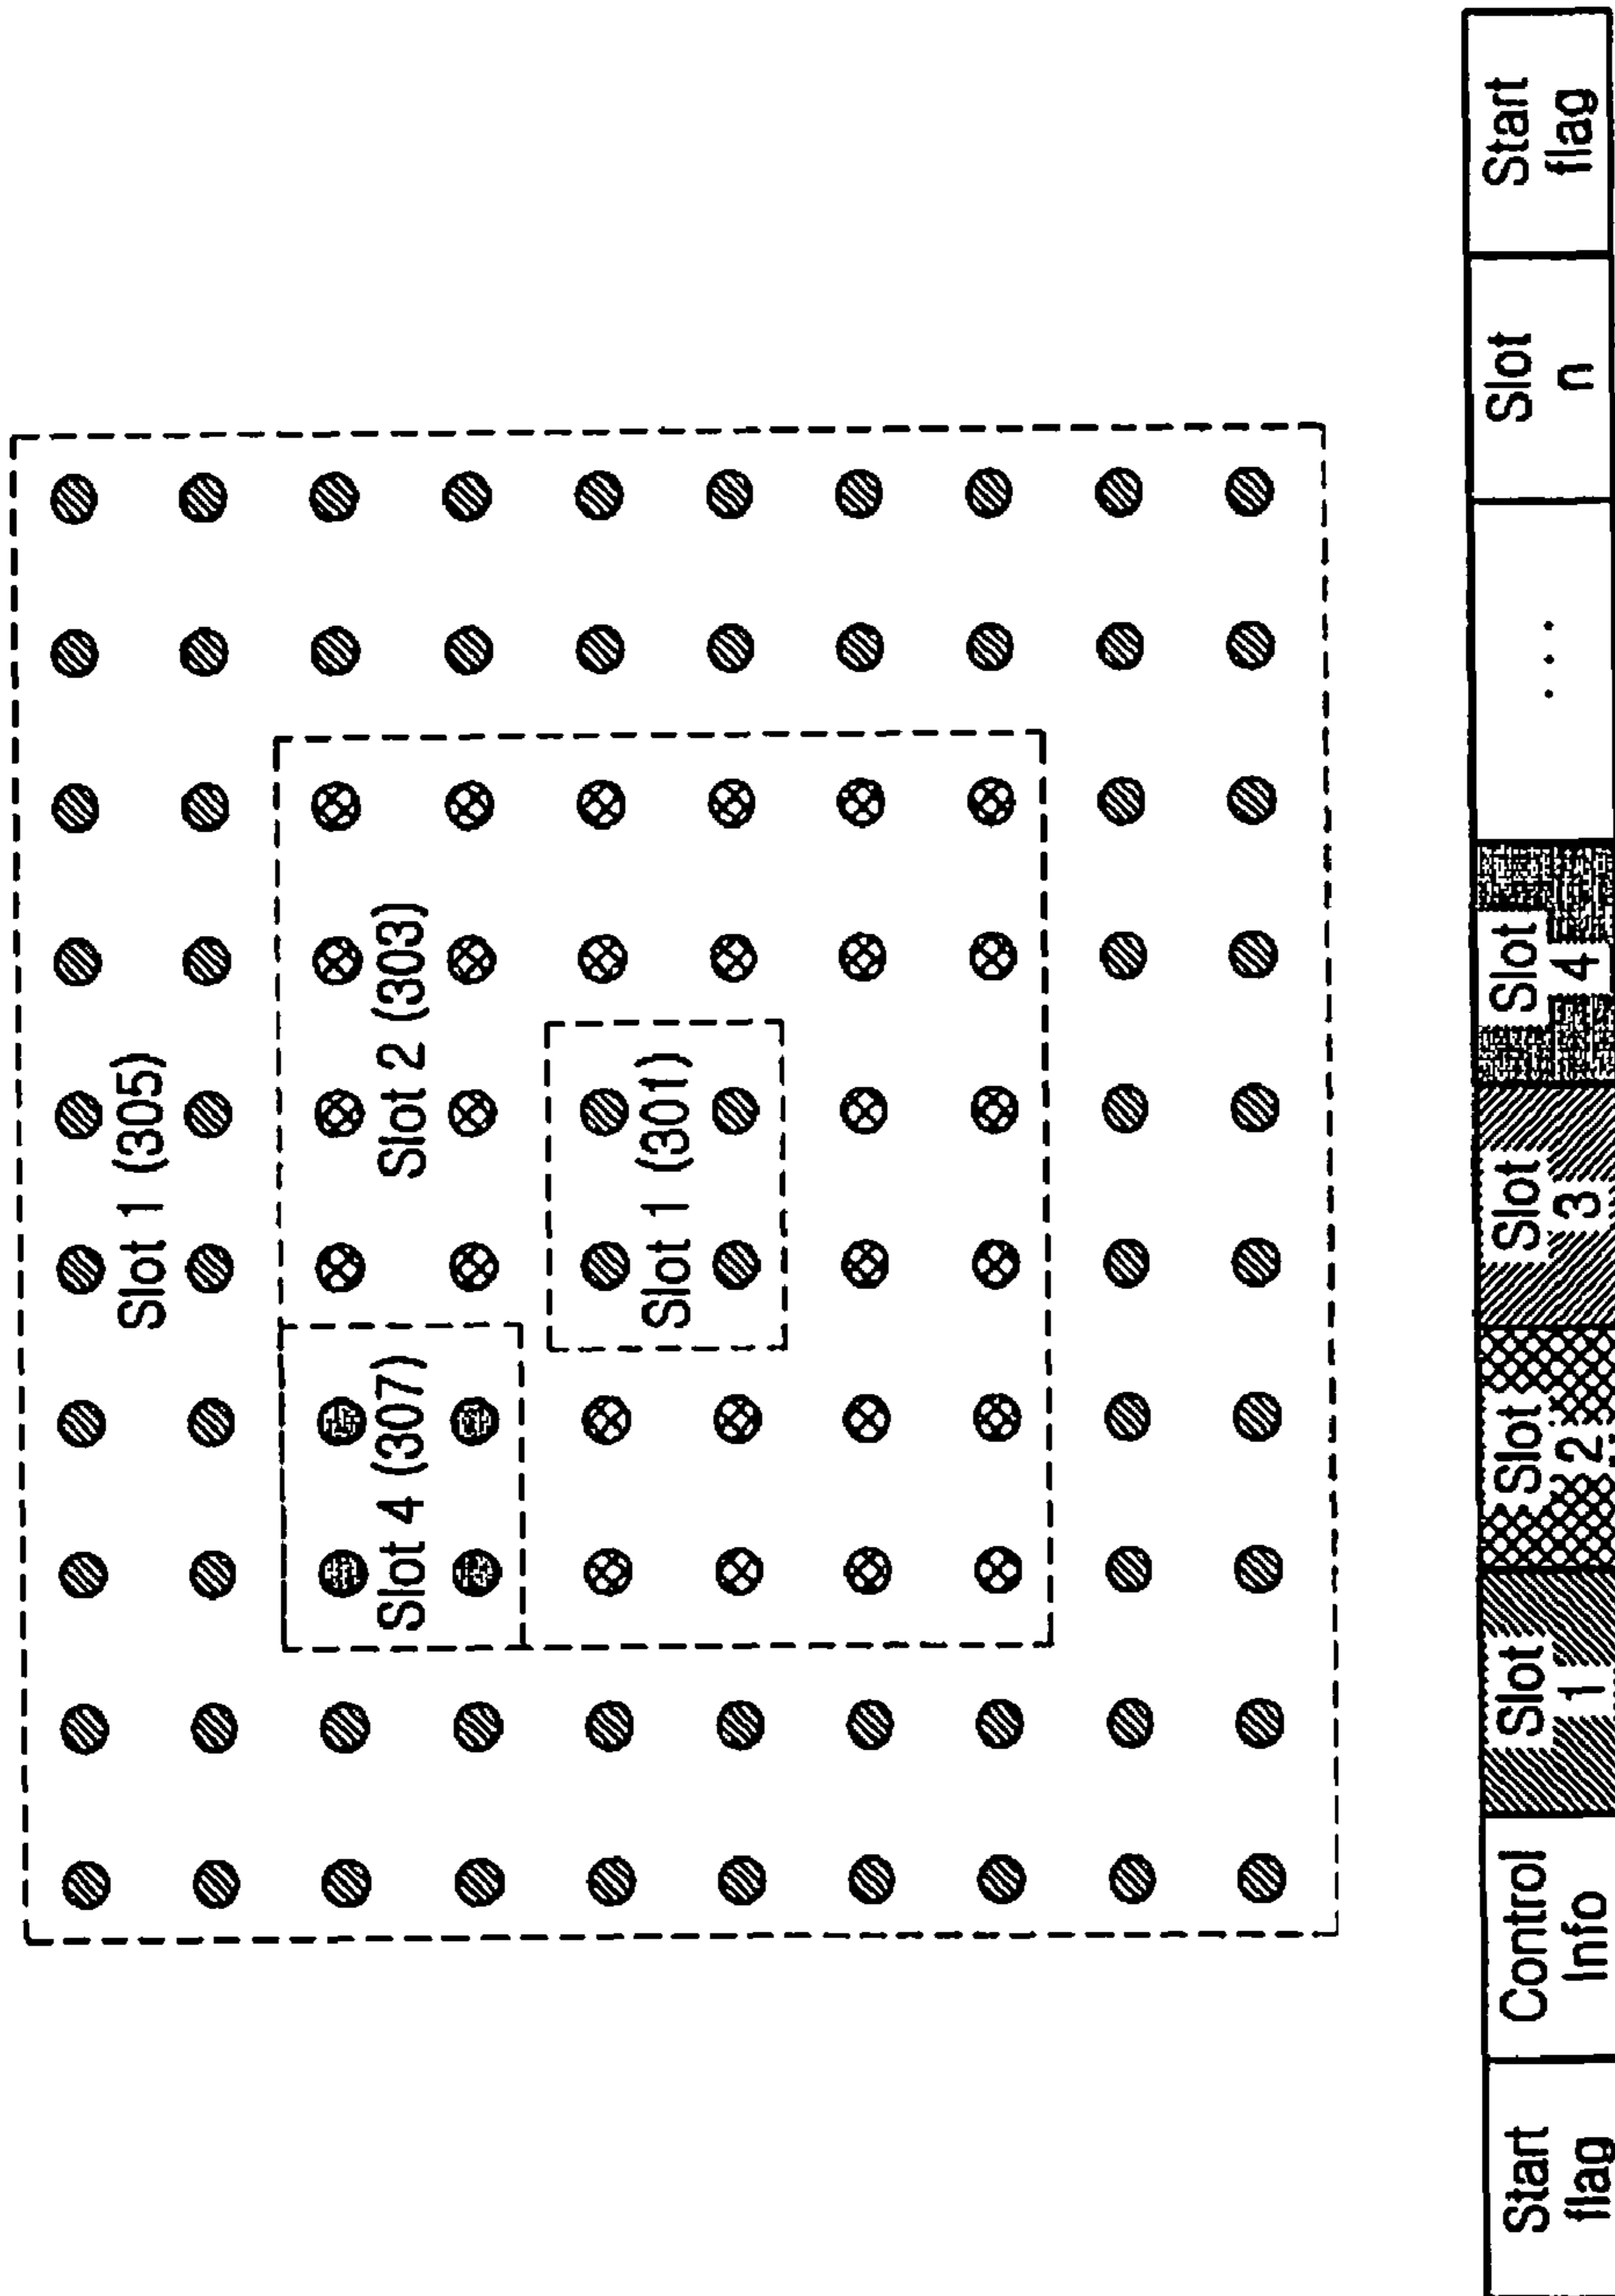 Slot 1 (305)
Slot 2 (303)
Slot 4 (307)
Slot 1 (301)
Start
flag
Control
Info
Slot
1
Slot
2
Slot
3
Slot
4
...
Slot
n
Start
flag